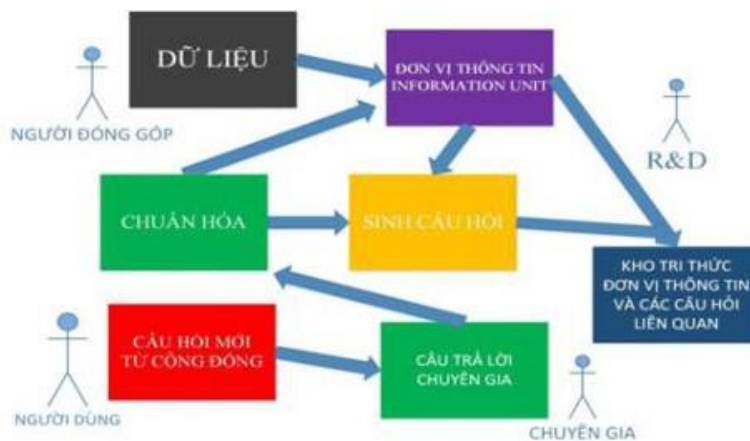 DỮ LIỆU
ĐƠN VỊ THÔNG TIN
INFORMATION UNIT
NGƯỜI ĐÓNG GÓP
R&D
CHUẨN HÓA
SINH CÂU HỎI
KHO TRI THỨC
ĐƠN VỊ THÔNG TIN
VÀ CÁC CÂU HỎI
LIÊN QUAN
CÂU HỎI MỚI
TỪ CỘNG ĐỒNG
CÂU TRẢ LỜI
CHUYÊN GIA
NGƯỜI DÙNG
CHUYÊN GIA